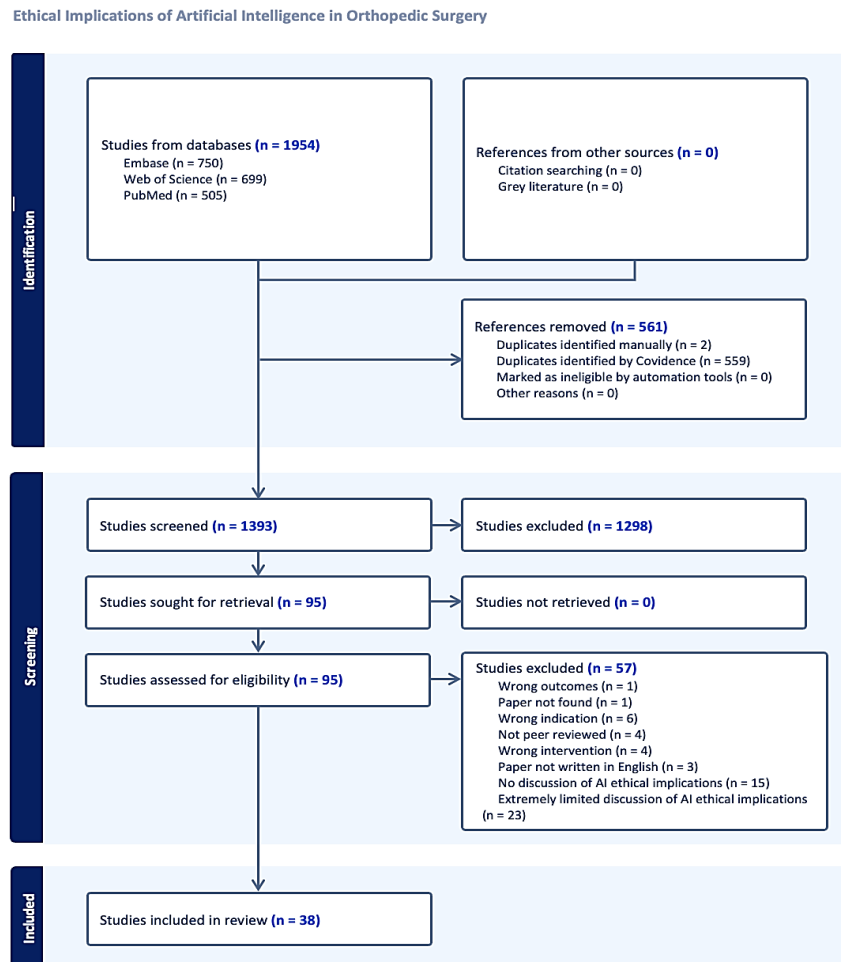 Ethical Implications of Artificial Intelligence in Orthopedic Surgery
Identification
Studies from databases (n = 1954)
Embase (n = 750)
Web of Science (n = 699)
PubMed (n = 505)
References from other sources (n = 0)
Citation searching (n = 0)
Grey literature (n = 0)
References removed (n = 561)
Duplicates identified manually (n = 2)
Duplicates identified by Covidence (n = 559)
Marked as ineligible by automation tools (n = 0)
Other reasons (n = 0)
Screening
Studies screened (n = 1393)
Studies excluded (n = 1298)
Studies sought for retrieval (n = 95)
Studies not retrieved (n = 0)
Studies assessed for eligibility (n = 95)
Studies excluded (n = 57)
Wrong outcomes (n = 1)
Paper not found (n = 1)
Wrong indication (n = 6)
Not peer reviewed (n = 4)
Wrong intervention (n = 4)
Paper not written in English (n = 3)
No discussion of AI ethical implications (n = 15)
Extremely limited discussion of AI ethical implications
(n = 23)
Included
Studies included in review (n = 38)